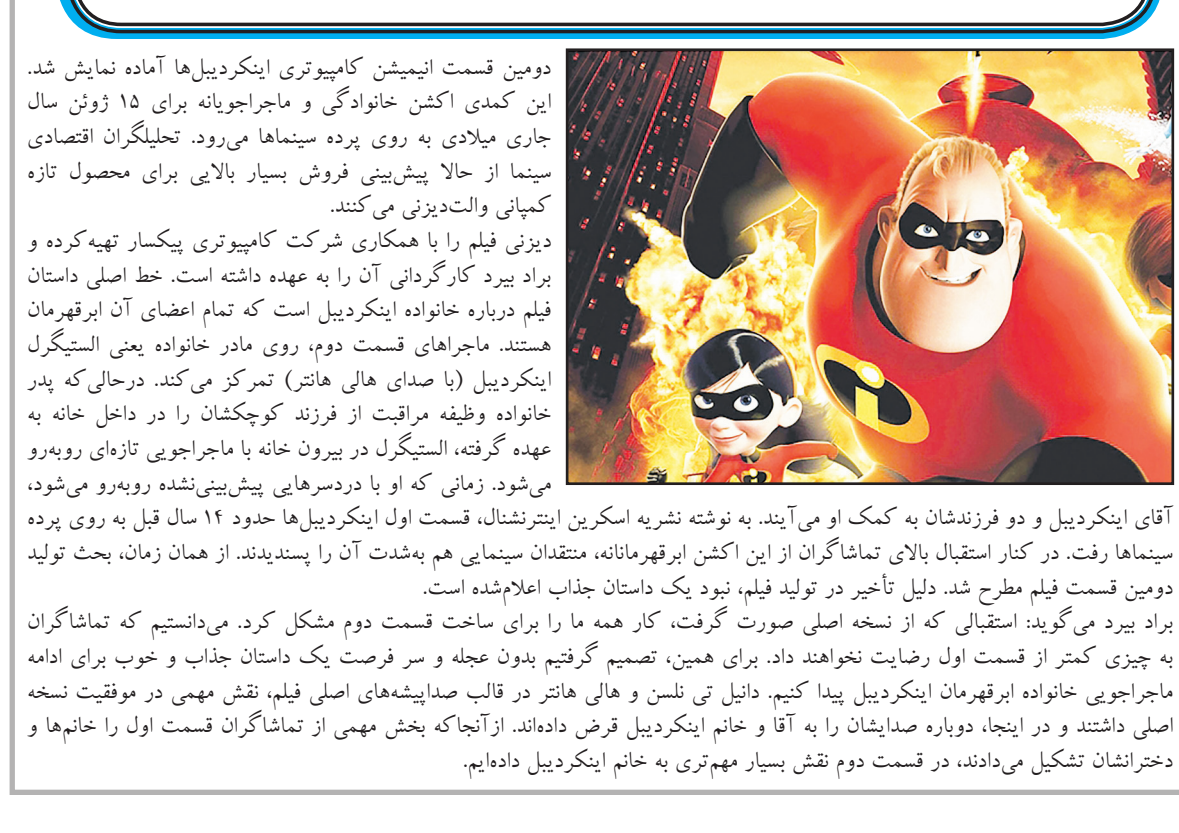 دومین قسمت انیمیشن کامپیوتری اینکردیبل‌ها آماده نمایش شد.
این کمدی اکشن خانوادگی و ماجراجویانه برای ۱۵ ژوئن سال
جاری میلادی به روی پرده سینماها می‌رود. تحلیلگران اقتصادی
سینما از حالا پیش‌بینی فروش بسیار بالایی برای محصول تازه
کمپانی والت‌دیزنی می‌کنند.
دیزنی فیلم را با همکاری شرکت کامپیوتری پیکسار تهیه‌کرده و
براد بیرد کارگردانی آن را به عهده داشته است. خط اصلی داستان
فیلم درباره خانواده اینکردیبل است که تمام اعضای آن ابرقهرمان
هستند. ماجراهای قسمت دوم، روی مادر خانواده یعنی الستیگرل
اینکردیبل (با صدای هالی هانتر) تمرکز می‌کند. درحالی‌که پدر
خانواده وظیفه مراقبت از فرزند کوچکشان را در داخل خانه به
عهده گرفته، الستیگرل در بیرون خانه با ماجراجویی تازه‌ای روبه‌رو
می‌شود. زمانی که او با دردسرهایی پیش‌بینی‌نشده روبه‌رو می‌شود،
آقای اینکردیبل و دو فرزندشان به کمک او می‌آیند. به نوشته نشریه اسکرین اینترنشنال، قسمت اول اینکردیبل‌ها حدود ۱۴ سال قبل به روی پرده
سینماها رفت. در کنار استقبال بالای تماشاگران از این اکشن ابرقهرمانانه، منتقدان سینمایی هم به‌شدت آن را پسندیدند. از همان زمان، بحث تولید
دومین قسمت فیلم مطرح شد. دلیل تأخیر در تولید فیلم، نبود یک داستان جذاب اعلام‌شده است.
براد بیرد می‌گوید: استقبالی که از نسخه اصلی صورت گرفت، کار همه ما را برای ساخت قسمت دوم مشکل کرد. می‌دانستیم که تماشاگران
به چیزی کمتر از قسمت اول رضایت نخواهند داد. برای همین، تصمیم گرفتیم بدون عجله و سر فرصت یک داستان جذاب و خوب برای ادامه
ماجراجویی خانواده ابرقهرمان اینکردیبل پیدا کنیم. دانیل تی نلسن و هالی هانتر در قالب صداپیشه‌های اصلی فیلم، نقش مهمی در موفقیت نسخه
اصلی داشتند و در اینجا، دوباره صدایشان را به آقا و خانم اینکردیبل قرض داده‌اند. ازآنجاکه بخش مهمی از تماشاگران قسمت اول را خانم‌ها و
دخترانشان تشکیل می‌دادند، در قسمت دوم نقش بسیار مهم‌تری به خانم اینکردیبل داده‌ایم.